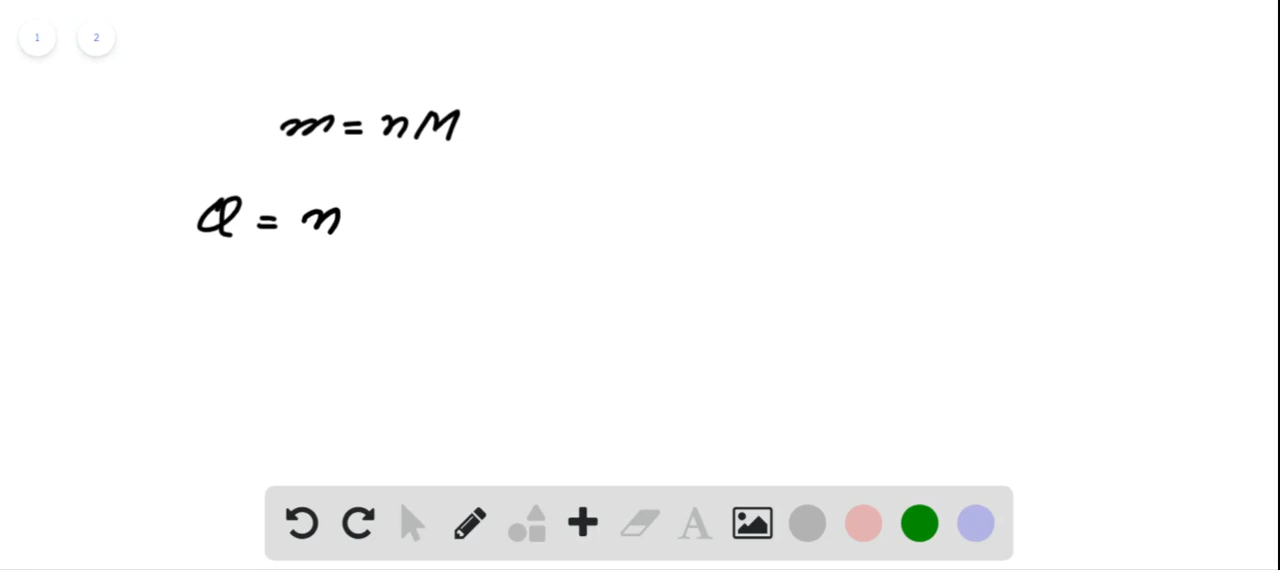 1 2
m = nM
Q = n
A